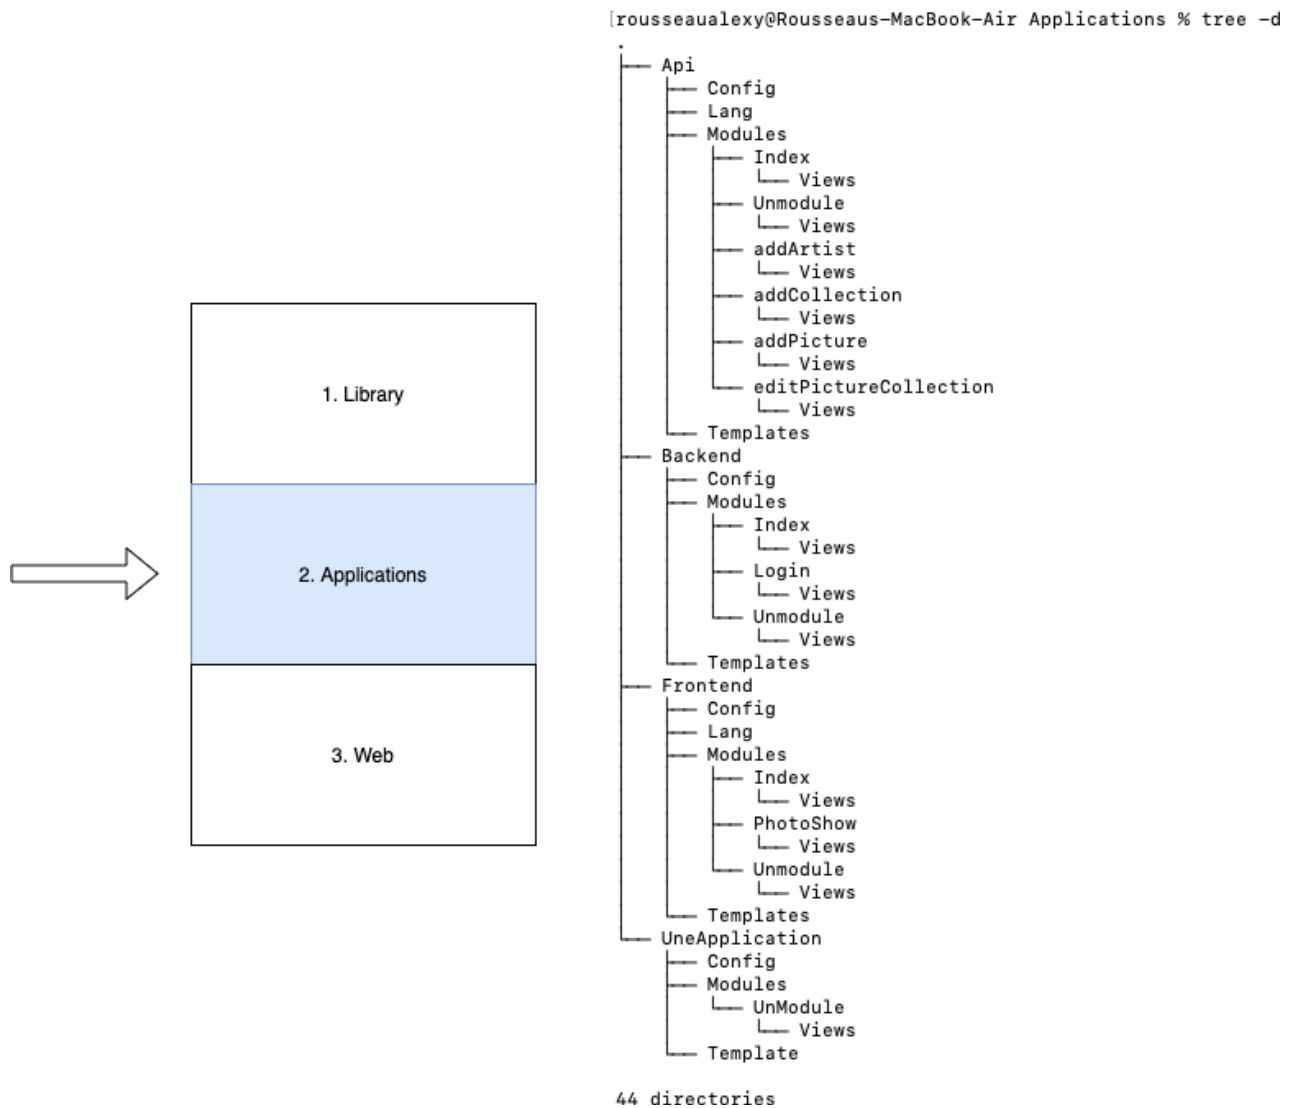 1. Library
2. Applications
3. Web
[rousseaualexy@Rousseaus-MacBook-Air Applications % tree -d
.
├── Api
│   ├── Config
│   ├── Lang
│   ├── Modules
│   │   ├── Index
│   │   │   └── Views
│   │   ├── Unmodule
│   │   │   └── Views
│   │   ├── addArtist
│   │   │   └── Views
│   │   ├── addCollection
│   │   │   └── Views
│   │   ├── addPicture
│   │   │   └── Views
│   │   └── editPictureCollection
│   │       └── Views
│   └── Templates
├── Backend
│   ├── Config
│   ├── Modules
│   │   ├── Index
│   │   │   └── Views
│   │   ├── Login
│   │   │   └── Views
│   │   └── Unmodule
│   │       └── Views
│   └── Templates
├── Frontend
│   ├── Config
│   ├── Lang
│   ├── Modules
│   │   ├── Index
│   │   │   └── Views
│   │   ├── PhotoShow
│   │   │   └── Views
│   │   └── Unmodule
│   │       └── Views
│   └── Templates
└── UneApplication
    ├── Config
    ├── Modules
    │   └── UnModule
    │       └── Views
    └── Template
44 directories